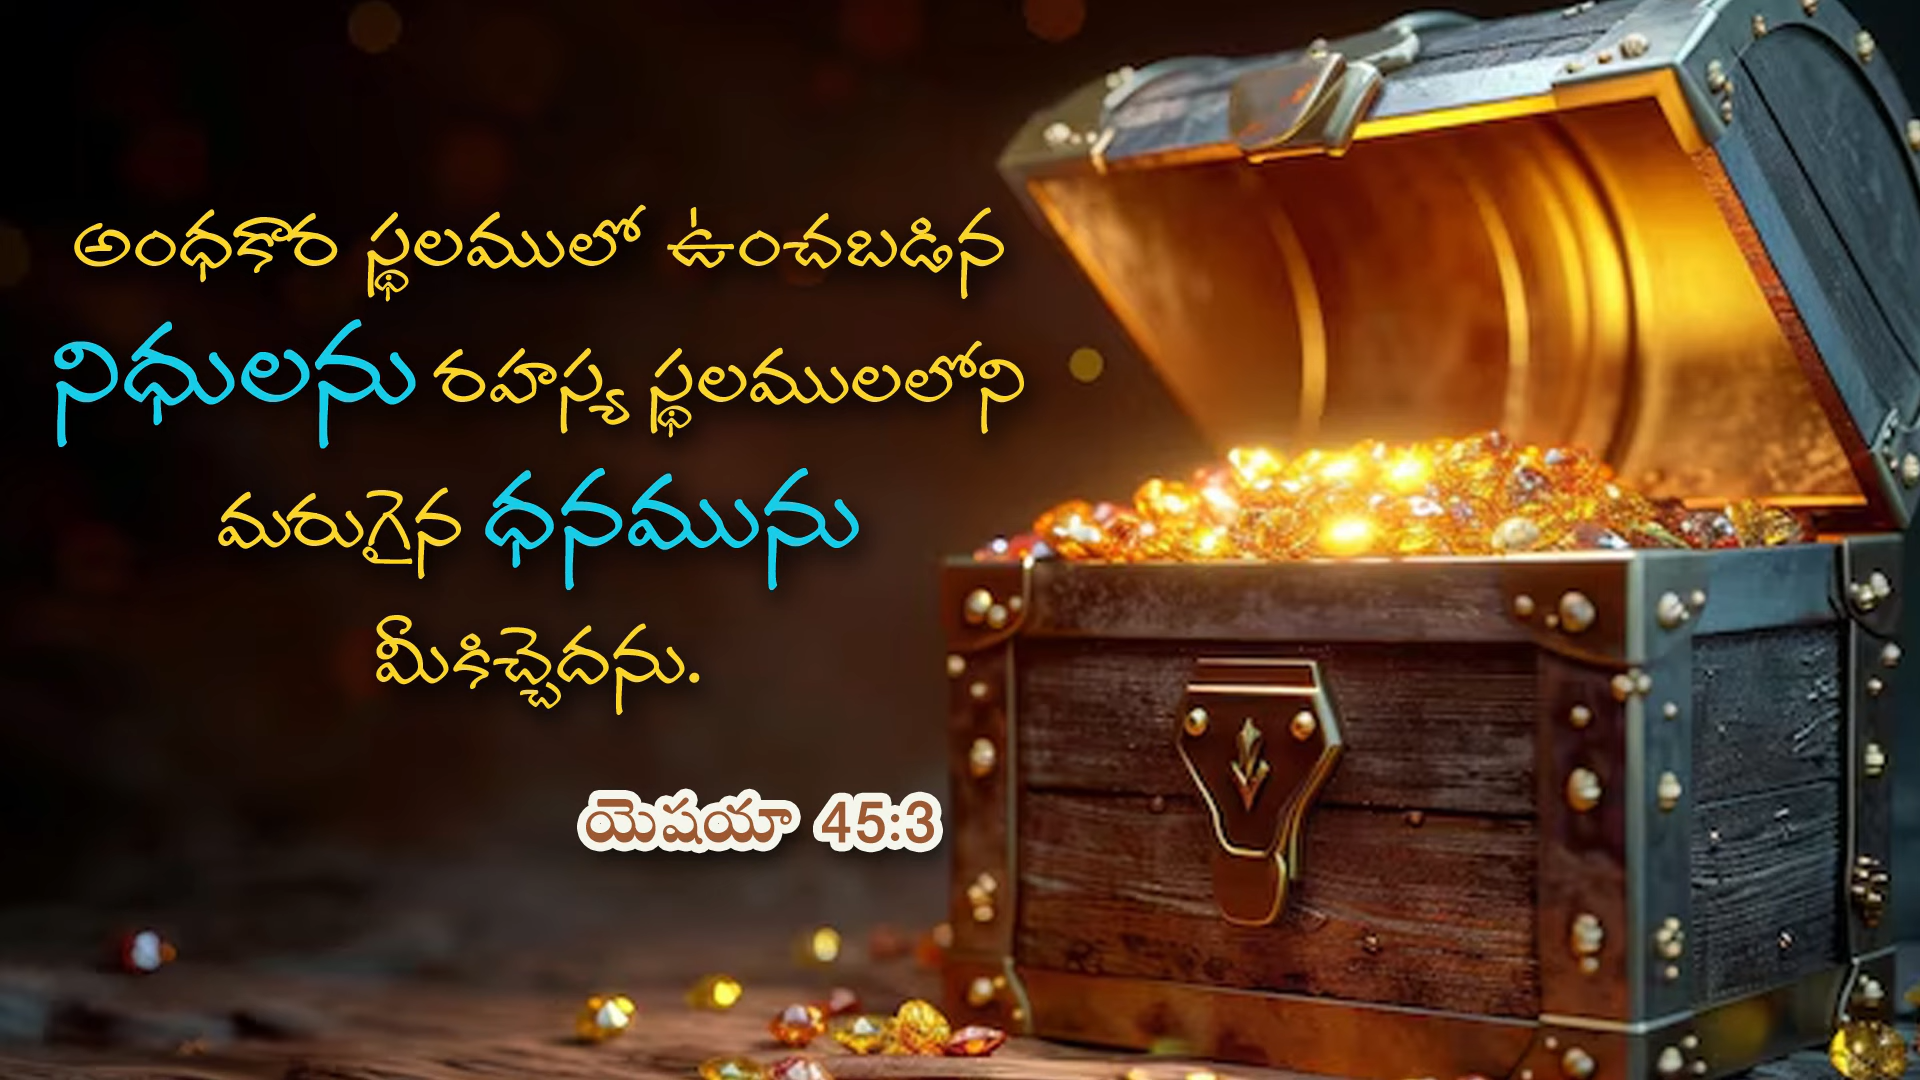 అంధకార స్థలములో ఉంచబడిన
నిధులను రహస్య స్థలములలోని
మరుగైన ధనమును
మీకిచ్చెదను.
యెషయా 45:3